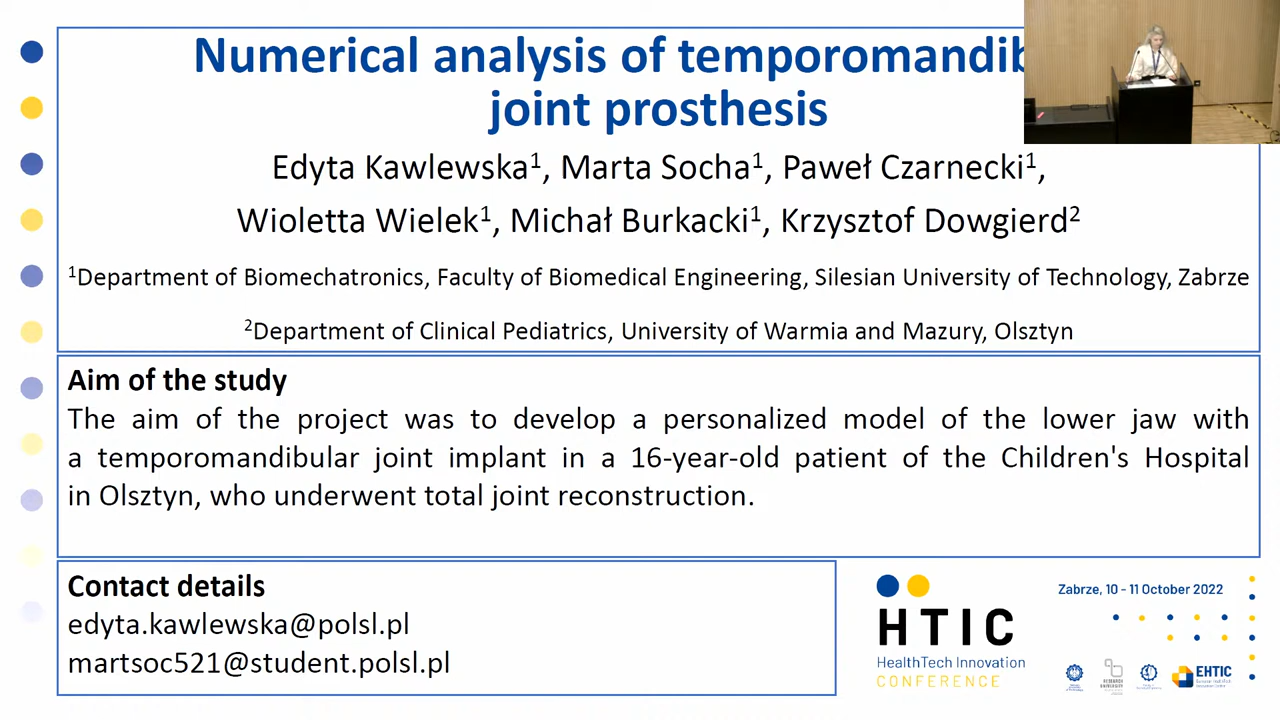 Numerical analysis of temporomandib
joint prosthesis
Edyta Kawlewska¹, Marta Socha¹, Paweł Czarnecki¹,
Wioletta Wielek¹, Michał Burkacki¹, Krzysztof Dowgierd²
¹Department of Biomechatronics, Faculty of Biomedical Engineering, Silesian University of Technology, Zabrze
²Department of Clinical Pediatrics, University of Warmia and Mazury, Olsztyn
Aim of the study
The aim of the project was to develop a personalized model of the lower jaw with
a temporomandibular joint implant in a 16-year-old patient of the Children's Hospital
in Olsztyn, who underwent total joint reconstruction.
Contact details
edyta.kawlewska@polsl.pl
martsoc521@student.polsl.pl
HTIC
HealthTech Innovation
CONFERENCE
Zabrze, 10 - 11 October 2022
EHTIC